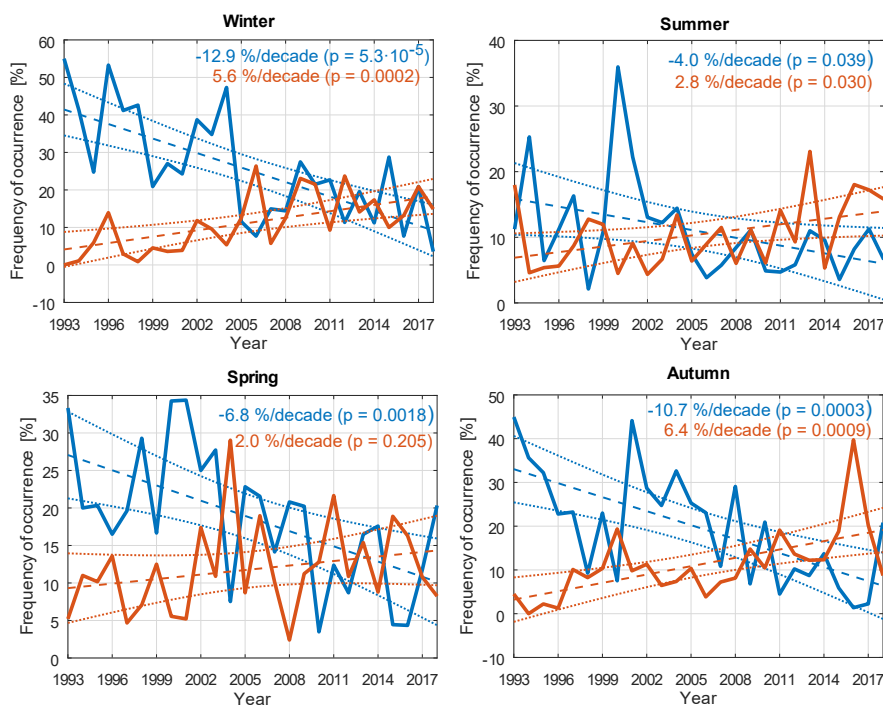 Winter
60
50
40
30
20
10
0
-10
Frequency of occurrence [%]
-12.9 %/decade (p = 5.3·10⁻⁵)
5.6 %/decade (p = 0.0002)
1993 1996 1999 2002 2005 2008 2011 2014 2017
Year
Summer
40
30
20
10
0
Frequency of occurrence [%]
-4.0 %/decade (p = 0.039)
2.8 %/decade (p = 0.030)
1993 1996 1999 2002 2005 2008 2011 2014 2017
Year
Spring
35
30
25
20
15
10
5
0
Frequency of occurrence [%]
-6.8 %/decade (p = 0.0018)
2.0 %/decade (p = 0.205)
1993 1996 1999 2002 2005 2008 2011 2014 2017
Year
Autumn
50
40
30
20
10
0
-10
Frequency of occurrence [%]
-10.7 %/decade (p = 0.0003)
6.4 %/decade (p = 0.0009)
1993 1996 1999 2002 2005 2008 2011 2014 2017
Year